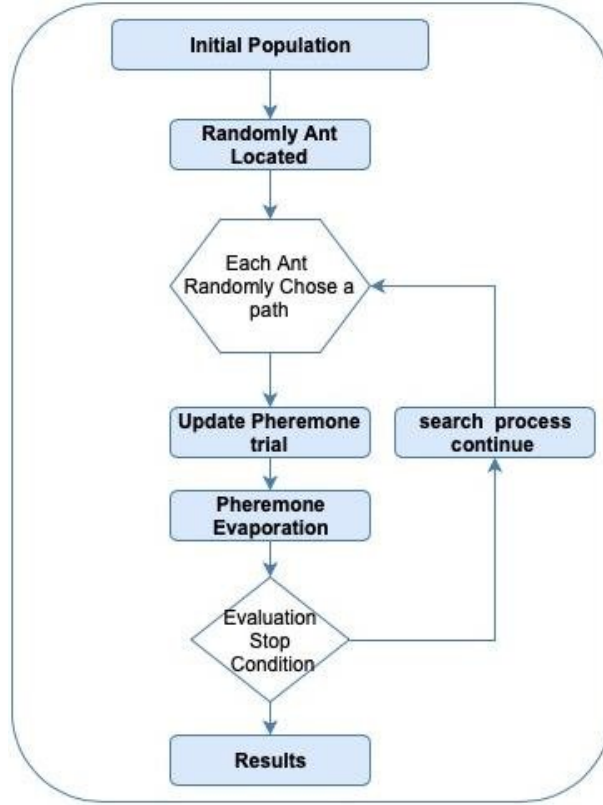 Initial Population
Randomly Ant
Located
Each Ant
Randomly Chose a
path
Update Pheremone
trial
search process
continue
Pheremone
Evaporation
Evaluation
Stop
Condition
Results